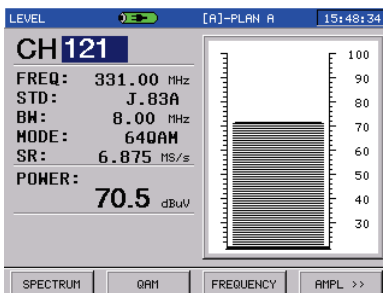 LEVEL [A]-PLAN A 15:48:34
CH 121
FREQ: 331.00 MHz
STD: J.83A
BW: 8.00 MHz
MODE: 64QAM
SR: 6.875 MS/s
POWER:
70.5 dBuV
100
90
80
70
60
50
40
30
SPECTRUM QAM FREQUENCY AMPL >>